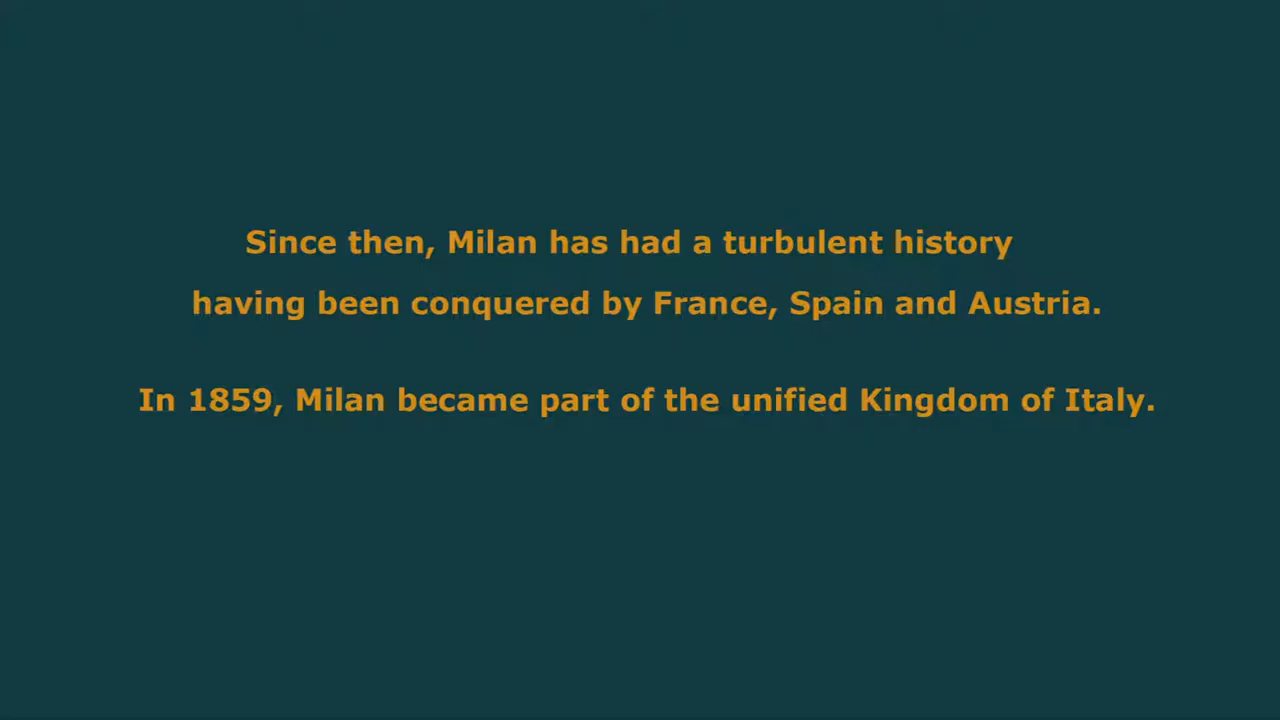 Since then, Milan has had a turbulent history
having been conquered by France, Spain and Austria.
In 1859, Milan became part of the unified Kingdom of Italy.